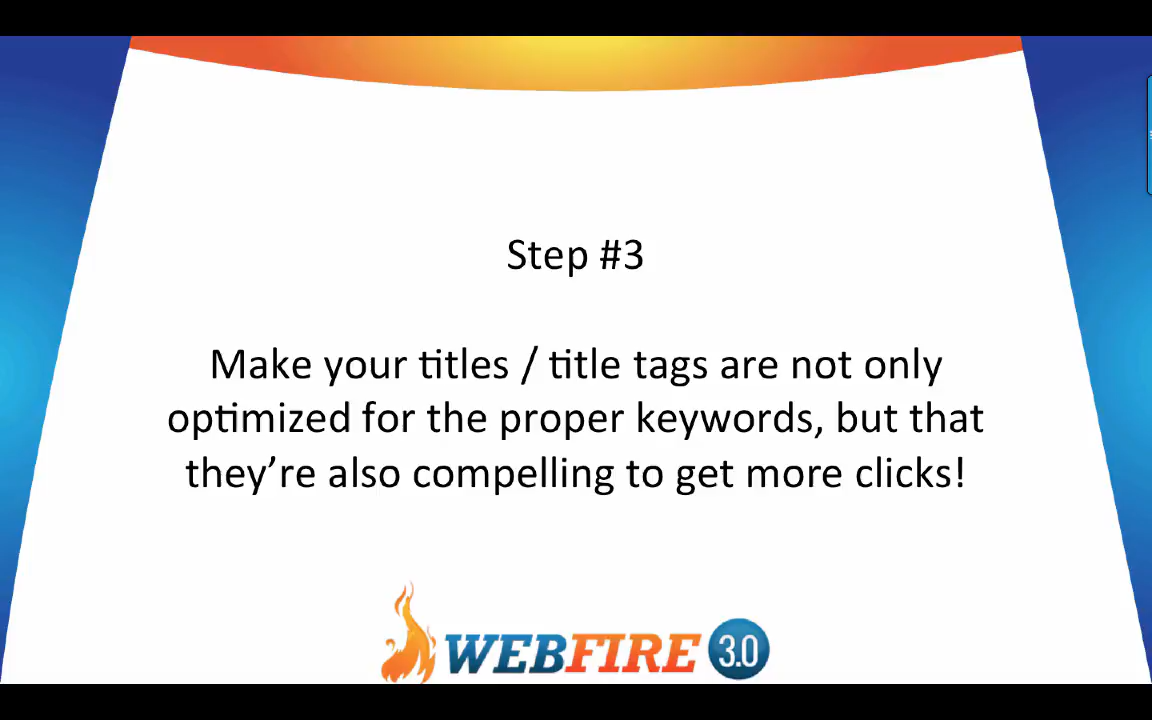 Step #3
Make your titles / title tags are not only
optimized for the proper keywords, but that
they're also compelling to get more clicks!
WEBFIRE 3.0